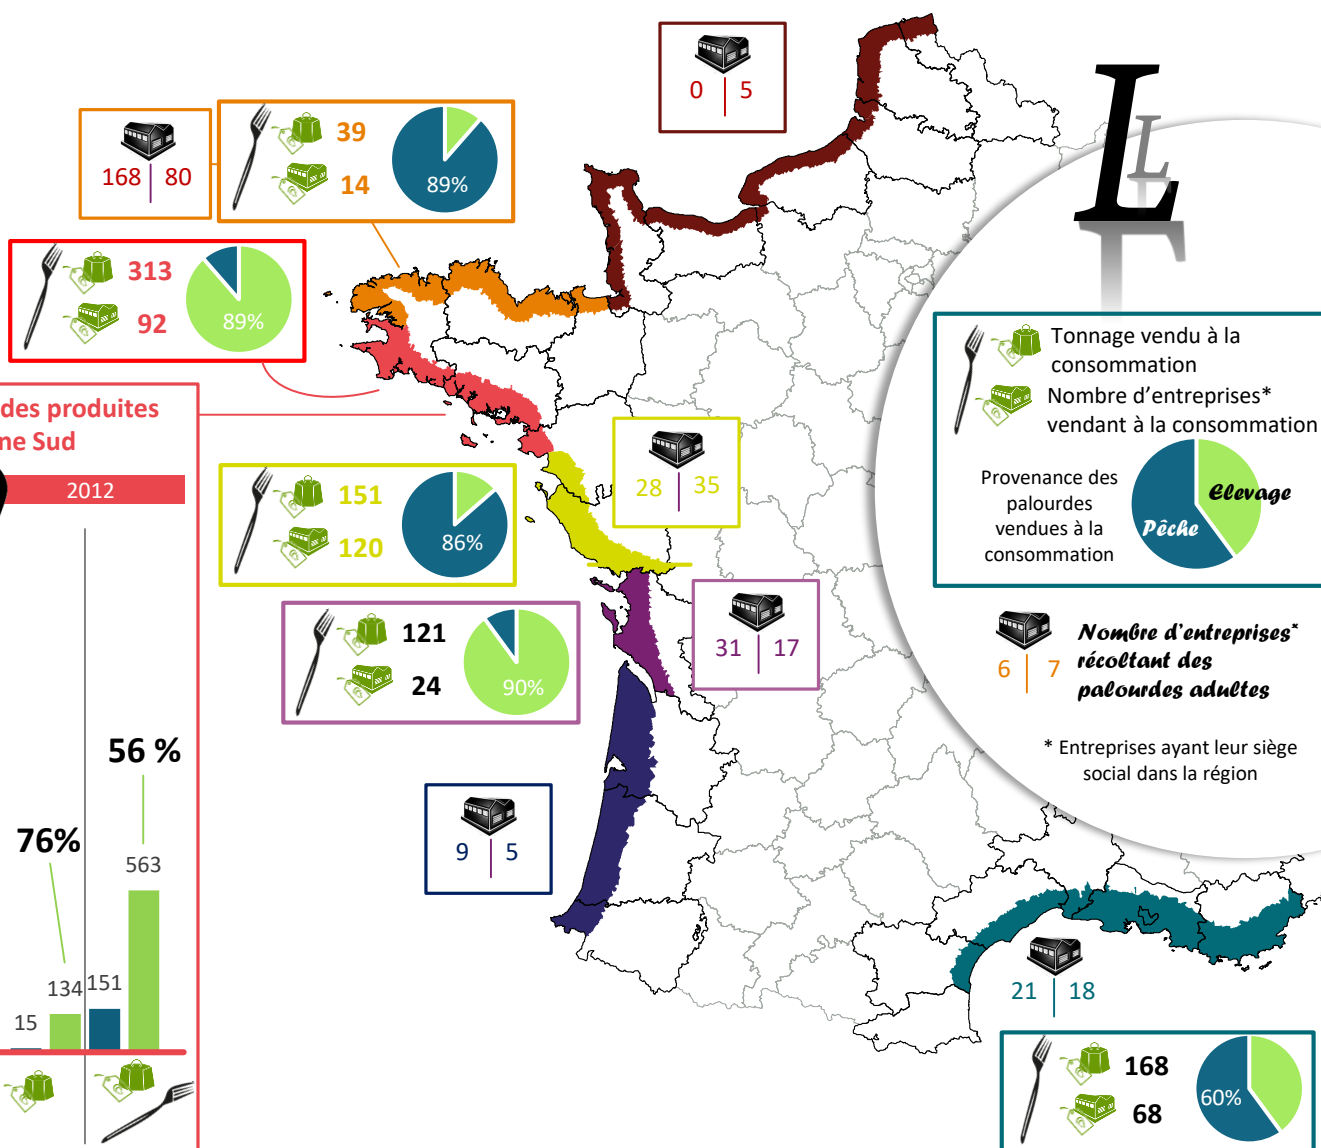 0 | 5
168 | 80
39
14
89%
313
92
89%
des produites
ne Sud
2012
76%
56 %
15
134
151
563
151
120
86%
28 | 35
121
24
90%
31 | 17
9 | 5
21 | 18
168
68
60%
L
L
Tonnage vendu à la
consommation
Nombre d'entreprises*
vendant à la consommation
Provenance des
palourdes
vendues à la
consommation
Elevage
Pêche
6 | 7
Nombre d'entreprises*
récoltant des
palourdes adultes
* Entreprises ayant leur siège
social dans la région